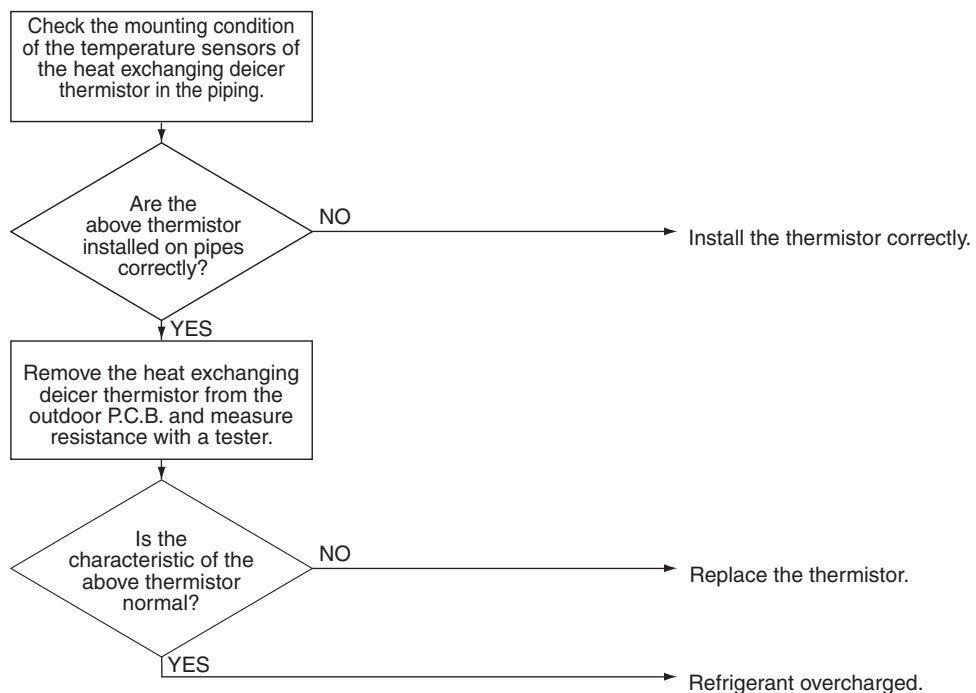 Check the mounting condition
of the temperature sensors of
the heat exchanging deicer
thermistor in the piping.
Are the
above thermistor
installed on pipes
correctly?
NO
Install the thermistor correctly.
YES
Remove the heat exchanging
deicer thermistor from the
outdoor P.C.B. and measure
resistance with a tester.
Is the
characteristic of the
above thermistor
normal?
NO
Replace the thermistor.
YES
Refrigerant overcharged.